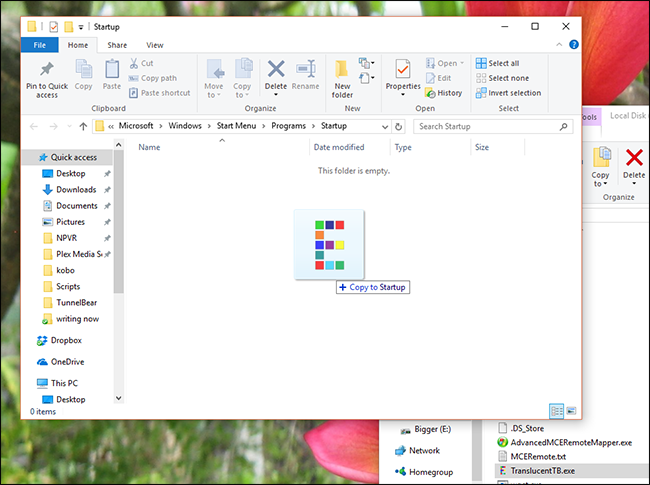 Startup
File Home Share View
Pin to Quick access
Copy
Paste
Cut
Copy path
Paste shortcut
Clipboard
Move to
Copy to
Delete
Rename
Organize
New folder
New
Properties
Open
Edit
History
Open
Select all
Select none
Invert selection
Select
« Microsoft > Windows > Start Menu > Programs > Startup
Search Startup
Name Date modified Type Size
This folder is empty.
Quick access
Desktop
Downloads
Documents
Pictures
NPVR
Plex Media S
kobo
Scripts
TunnelBear
writing now
Dropbox
OneDrive
This PC
Desktop
0 items
E
Copy to Startup
ools
Local Disk
Copy to
Delete
Organize
Bigger (E:)
Network
Homegroup
.DS_Store
AdvancedMCERemoteMapper.exe
MCERemote.txt
TranslucentTB.exe